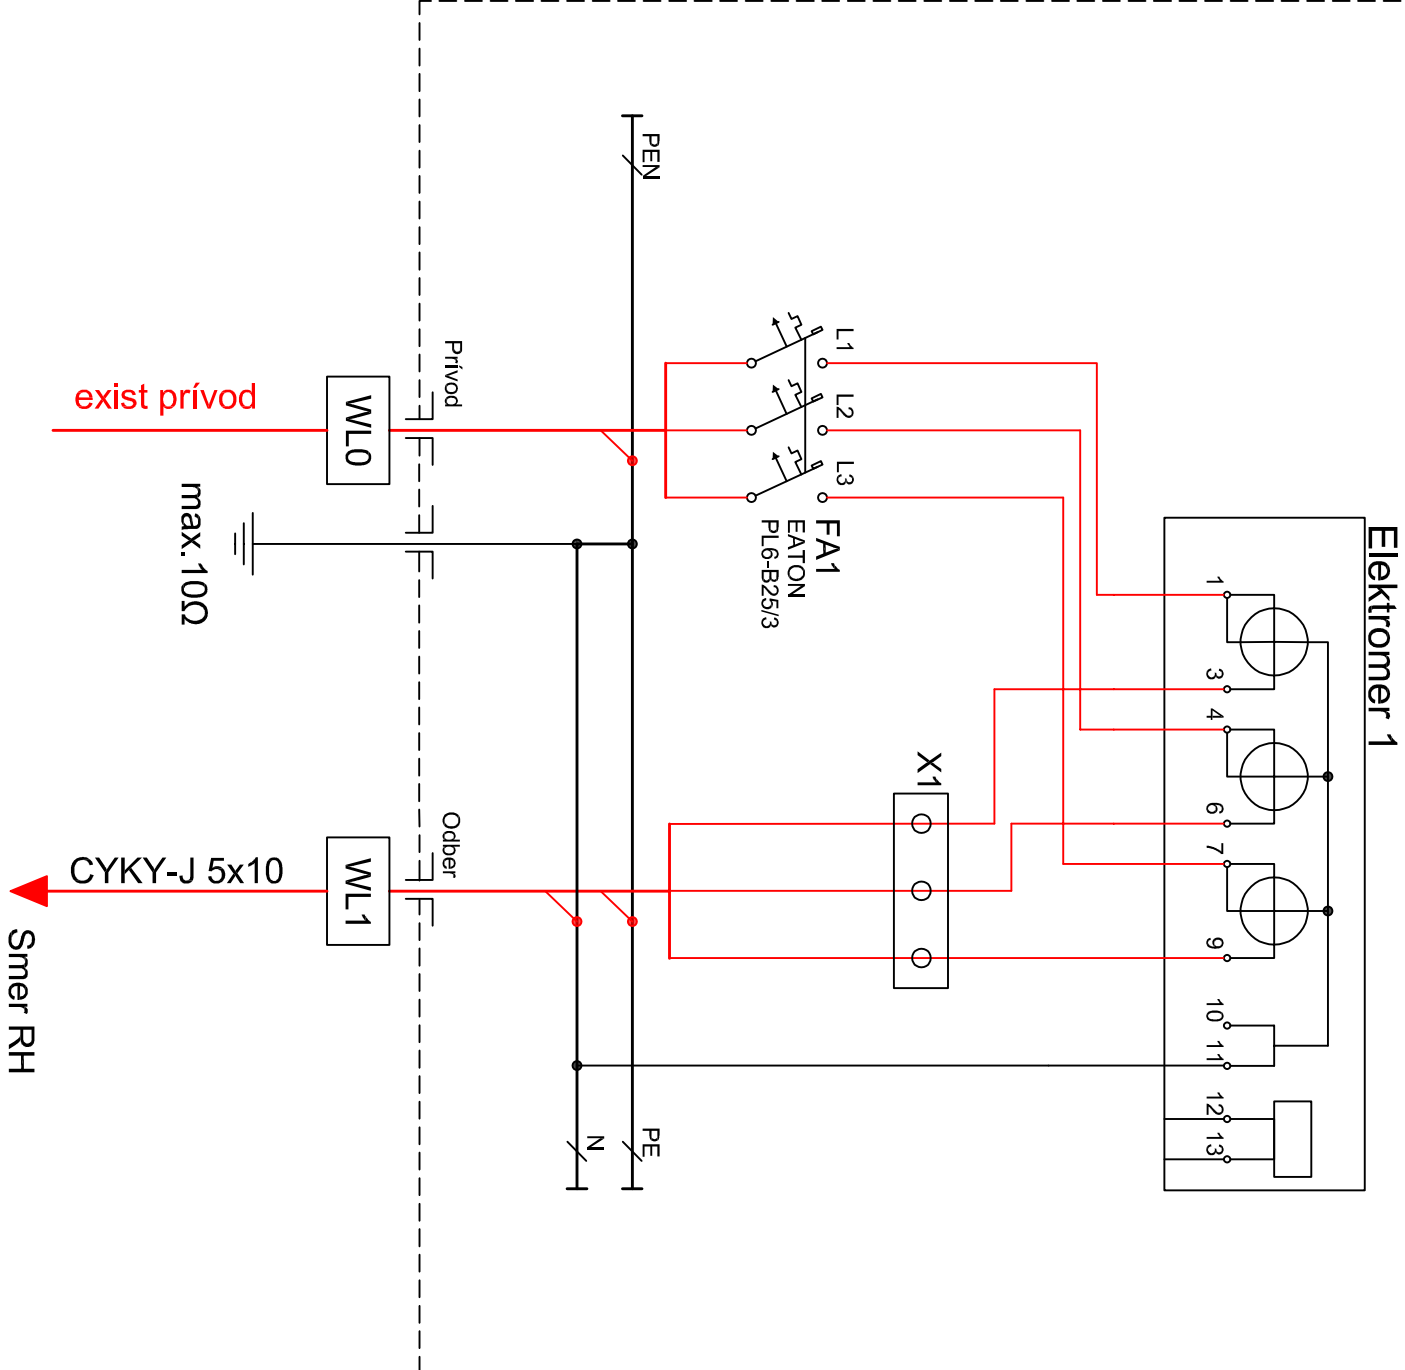 PEN
Prívod
exist prívod
WL0
max.10Ω
L1
L2
L3
FA1
EATON
PL6-B25/3
Elektromer 1
1
3
4
6
7
9
10
11
12
13
X1
Odber
CYKY-J 5x10
WL1
Smer RH
N
PE